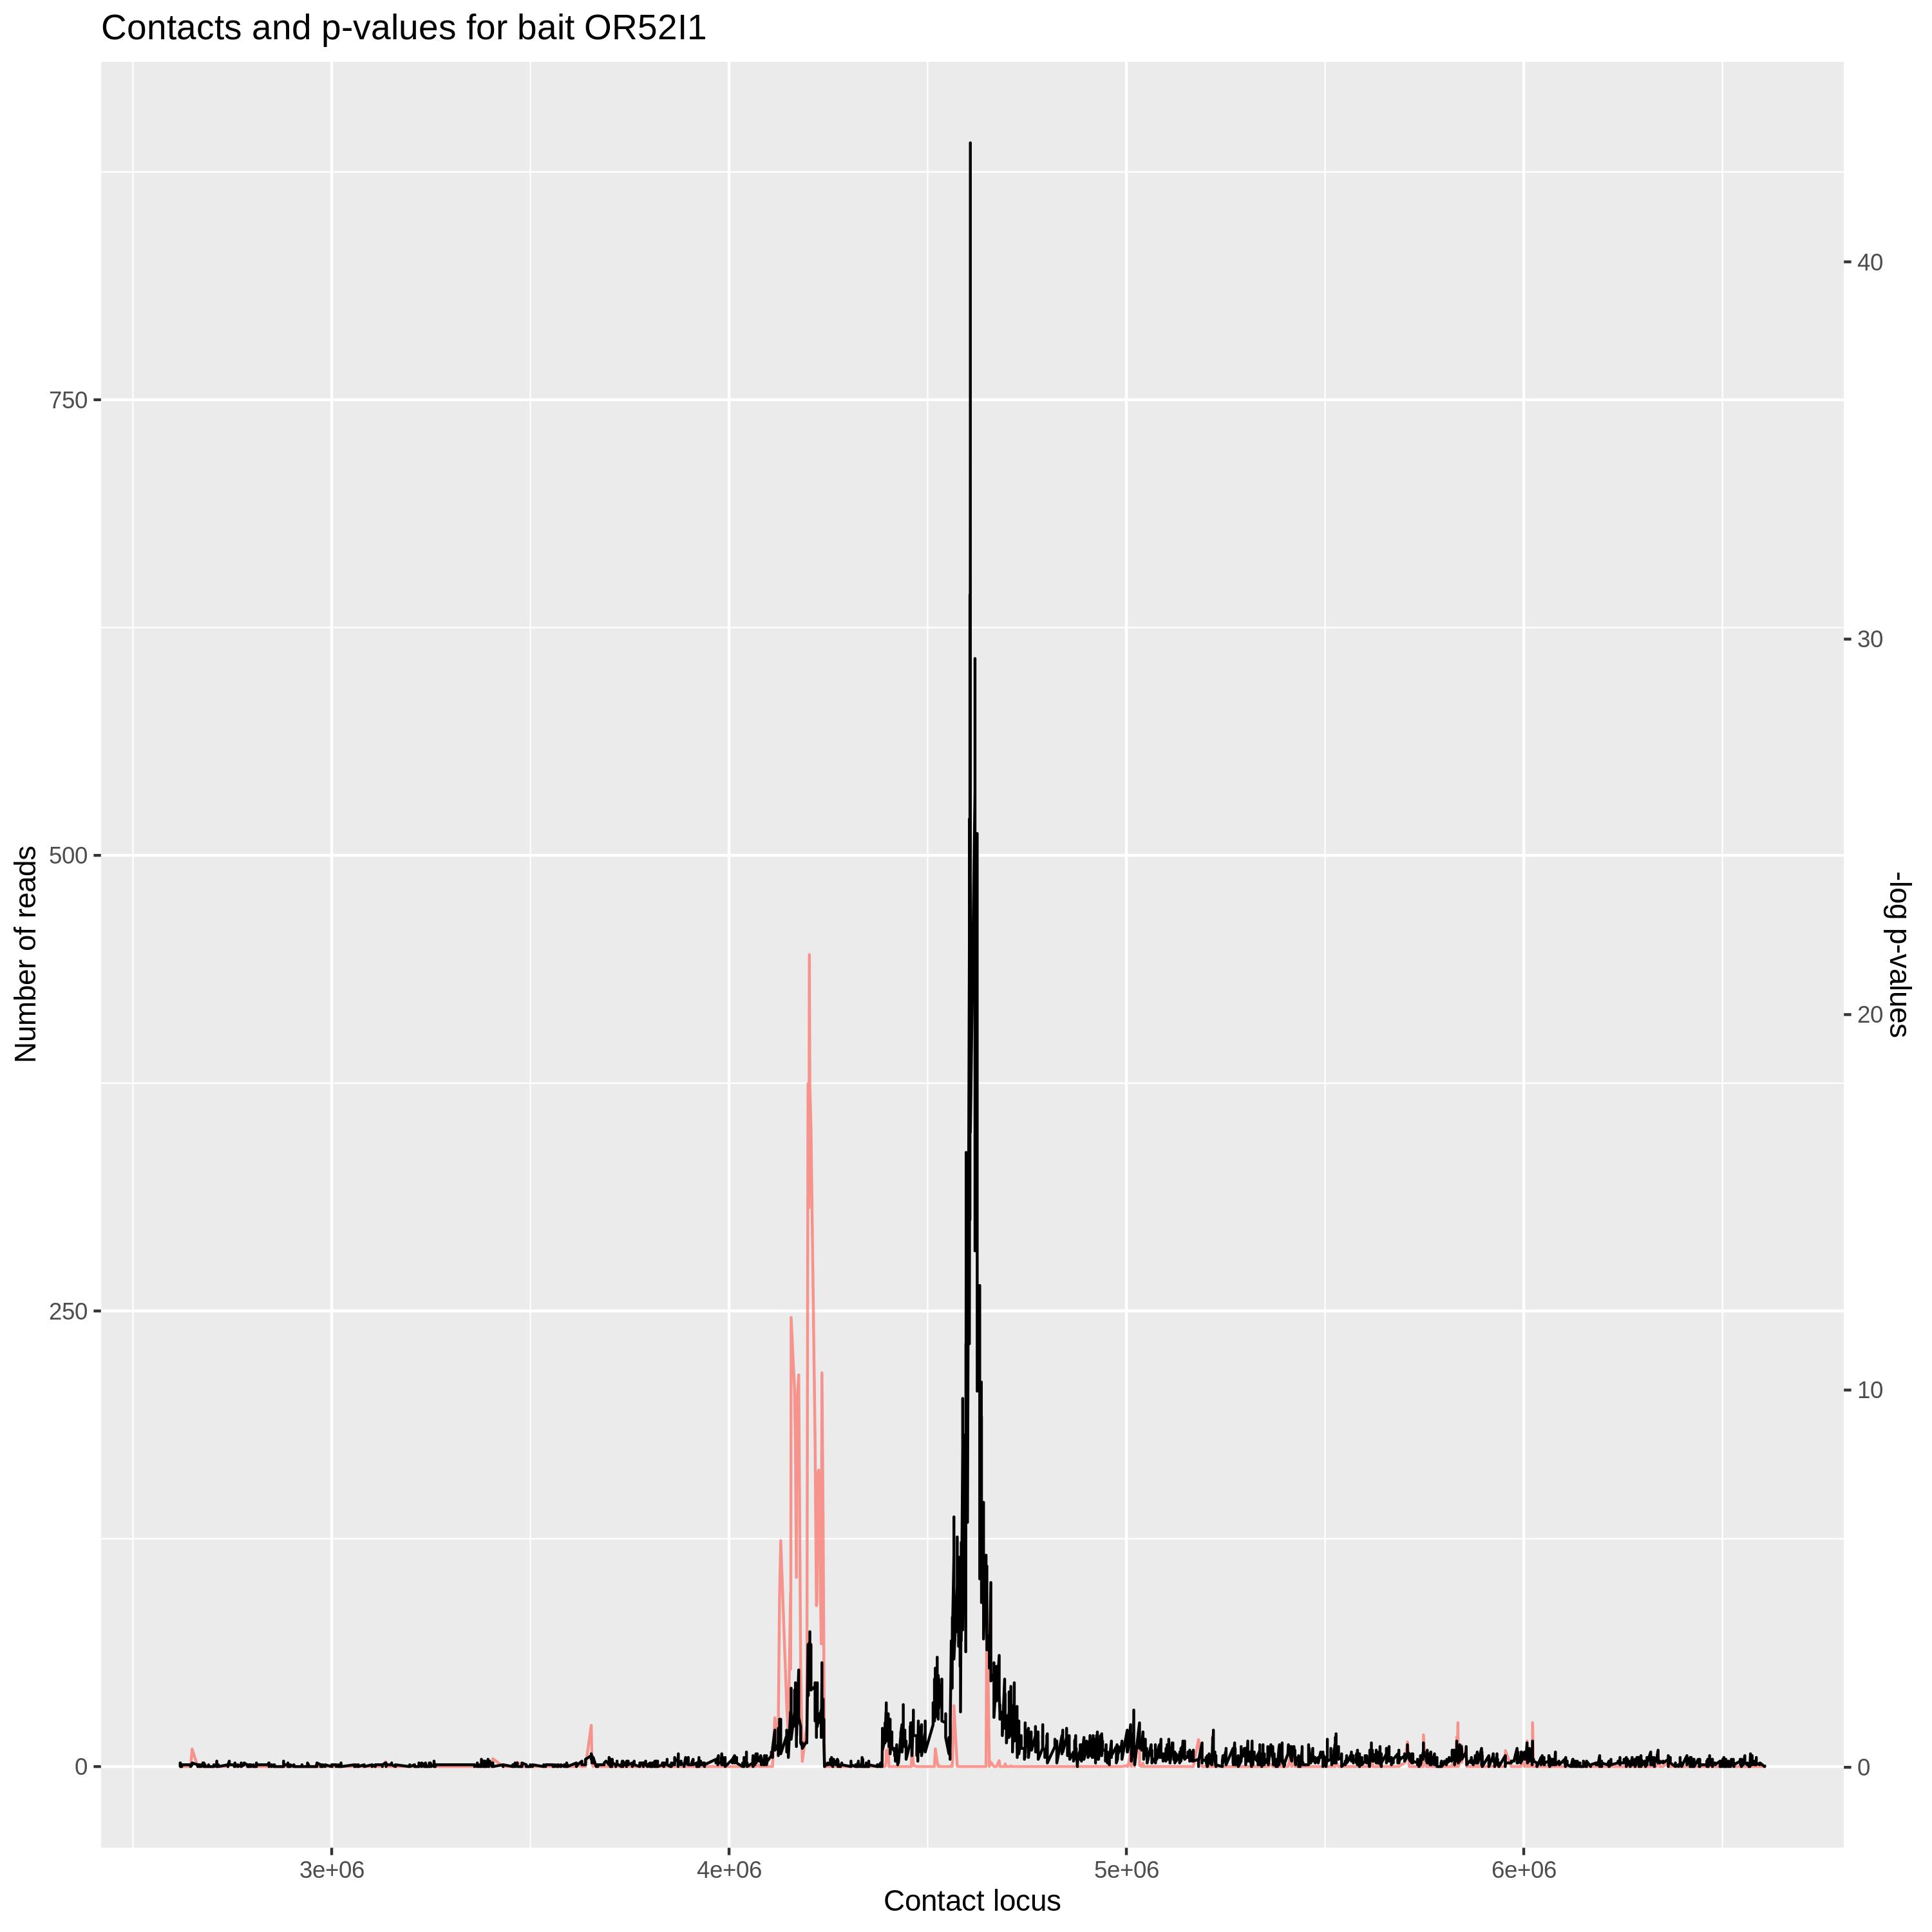 Contacts and p-values for bait OR52I1
750
500
250
0
40
30
20
10
0
Number of reads
-log p-values
3e+06
4e+06
5e+06
6e+06
Contact locus